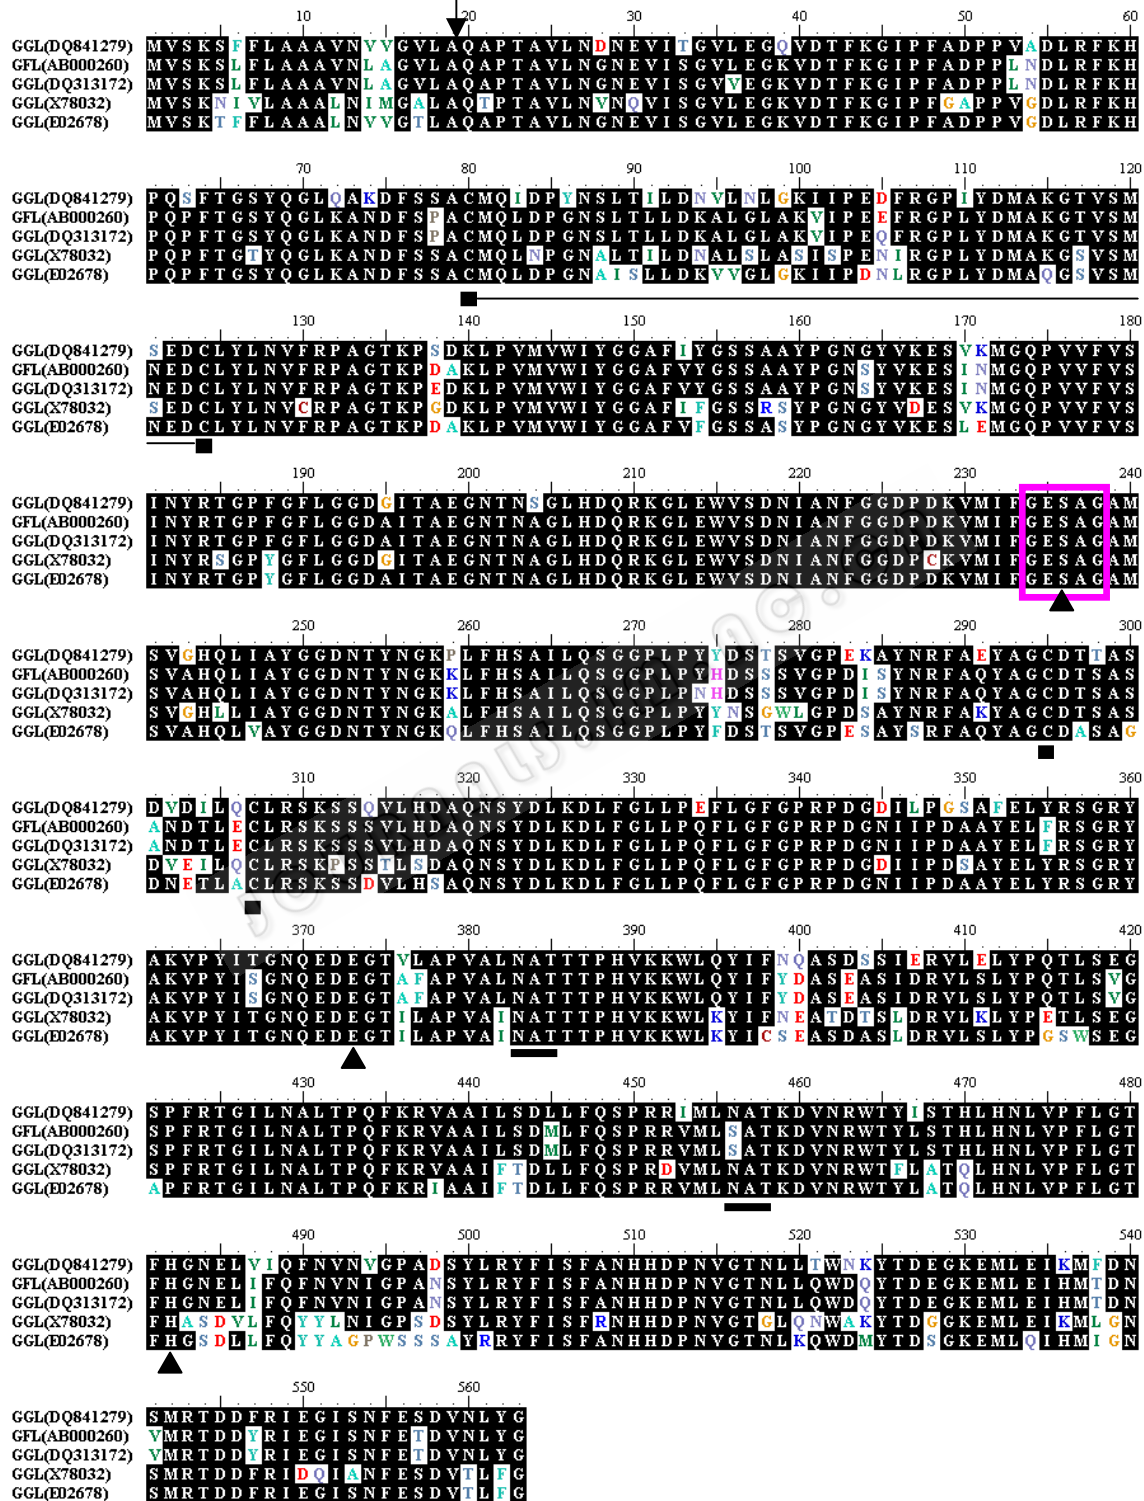 10 20 30 40 50 60
GGL(DQ841279) MVSKSFFLAAAVNVVGVLAQAPTAVLNDNEVITGVLEGQVDTFKGIPFADPPVADLRFKH
GFL(AB000260) MVSKSLFLAAAVNLAGVLAQAPTAVLNGNEVISGVLEGKVDTFKGIPFADPPLNDLRFKH
GGL(DQ313172) MVSKSLFLAAAVNLAGVLAQAPTAVLNGNEVISGVVEGKVDTFKGIPFADPPLNDLRFKH
GGL(X78032) MVSKNIVLAAALNIMGALAQTPTAVLNVNQVISGVLEGKVDTFKGIPFGAPPVGDLRFKH
GGL(E02678) MVSKTFFLAAALNVVGTLAQAPTAVLNGNEVISGVLEGKVDTFKGIPFADPPVGDLRFKH
70 80 90 100 110 120
GGL(DQ841279) PQSFTGSYQGLQAKDFSSACMQIDPYNSLTILDNVLNLGKIIPEDFRGPIYDMAKGTVSM
GFL(AB000260) PQPFTGSYQGLKANDFSPACMQLDPGNSLTLLDKALGLAKVIPEEFRGPLYDMAKGTVSM
GGL(DQ313172) PQPFTGSYQGLKANDFSPACMQLDPGNSLTLLDKALGLAKVIPEQFRGPLYDMAKGTVSM
GGL(X78032) PQPFTGTYQGLKANDFSSACMQLNPGNALTILDNALSLASISPENIRGPLYDMAKGSVSM
GGL(E02678) PQPFTGSYQGLKANDFSSACMQLDPGNAISLLDKVVGLGKIIPDNLRGPLYDMAQGSVSM
130 140 150 160 170 180
GGL(DQ841279) SEDCLYLNVFRPAGTKPSDKLPVMVWIYGGAFIYGSSAAYPGNGYVKESVKMGQPVVFVS
GFL(AB000260) NEDCLYLNVFRPAGTKPDAKLPVMVWIYGGAFVYGSSAAYPGNSYVKESINMGQPVVFVS
GGL(DQ313172) NEDCLYLNVFRPAGTKPEDKLPVMVWIYGGAFVYGSSAAYPGNSYVKESINMGQPVVFVS
GGL(X78032) SEDCLYLNVCRPAGTKPGDKLPVMVWIYGGAFIFGSSRSYPGNGYVDESVKMGQPVVFVS
GGL(E02678) NEDCLYLNVFRPAGTKPDAKLPVMVWIYGGAFVFGSSASYPGNGYVKESLEMGQPVVFVS
190 200 210 220 230 240
GGL(DQ841279) INYRTGPFGFLGGDGITAEGNTNSGLHDQRKGLEWVSDNIANFGGDPDKVMIFGESAGAM
GFL(AB000260) INYRTGPFGFLGGDAITAEGNTNAGLHDQRKGLEWVSDNIANFGGDPDKVMIFGESAGAM
GGL(DQ313172) INYRTGPFGFLGGDAITAEGNTNAGLHDQRKGLEWVSDNIANFGGDPDKVMIFGESAGAM
GGL(X78032) INYRSGPYGFLGGDGITAEGNTNAGLHDQRKGLEWVSDNIANFGGDPCKVMIFGESAGAM
GGL(E02678) INYRTGPYGFLGGDAITAEGNTNAGLHDQRKGLEWVSDNIANFGGDPDKVMIFGESAGAM
250 260 270 280 290 300
GGL(DQ841279) SVGHQLIAYGGDNTYNGKPLFHSAILQSGGPLPYYDSTSVGPEKAYNRFAEYAGCDTTAS
GFL(AB000260) SVAHQLIAYGGDNTYNGKKLFHSAILQSGGPLPYHDSSSVGPDISYNRFAQYAGCDTSAS
GGL(DQ313172) SVAHQLIAYGGDNTYNGKKLFHSAILQSGGPLPNHDSSSVGPDISYNRFAQYAGCDTSAS
GGL(X78032) SVGHLLIAYGGDNTYNGKALFHSAILQSGGPLPYYNSGWLGPDSAYNRFAKYAGCDTSAS
GGL(E02678) SVAHQLVAYGGDNTYNGKQLFHSAILQSGGPLPYFDSTSVGPESAYSRFAQYAGCDASAG
310 320 330 340 350 360
GGL(DQ841279) DVDILQCLRSKSSQVLHDAQNSYDLKDLFGLLPEFLGFGPRPDGDILPGSAFELYRSGRY
GFL(AB000260) ANDTLECLRSKSSSVLHDAQNSYDLKDLFGLLPQFLGFGPRPDGNIIPDAAYELFRSGRY
GGL(DQ313172) ANDTLECLRSKSSSVLHDAQNSYDLKDLFGLLPQFLGFGPRPDGNIIPDAAYELFRSGRY
GGL(X78032) DVEILQCLRSKPSSTLSDAQNSYDLKDLFGLLPQFLGFGPRPDGDIIPDSAYELYRSGRY
GGL(E02678) DNETLACLRSKSSDVLHSAQNSYDLKDLFGLLPQFLGFGPRPDGNIIPDAAYELYRSGRY
370 380 390 400 410 420
GGL(DQ841279) AKVPYITGNQEDEGTVLAPVALNATTTPHVKKWLQYIFNQASDSSIERVLELYPQTLSEG
GFL(AB000260) AKVPYISGNQEDEGTAFAPVALNATTTPHVKKWLQYIFYDASEASIDRVLSLYPQTLSVG
GGL(DQ313172) AKVPYISGNQEDEGTAFAPVALNATTTPHVKKWLQYIFYDASEASIDRVLSLYPQTLSVG
GGL(X78032) AKVPYITGNQEDEGTILAPVAINATTTPHVKKWLKYIFNEATDTSLDRVLKLYPETLSEG
GGL(E02678) AKVPYITGNQEDEGTILAPVAINATTTPHVKKWLKYICSEASDASLDRVLSLYPGSWSEG
430 440 450 460 470 480
GGL(DQ841279) SPFRTGILNALTPQFKRVAAILSDLLFQSPRRIMLNATKDVNRWTYISTHLHNLVPFLGT
GFL(AB000260) SPFRTGILNALTPQFKRVAAILSDMLFQSPRRVMLSATKDVNRWTYLSTHLHNLVPFLGT
GGL(DQ313172) SPFRTGILNALTPQFKRVAAILSDMLFQSPRRVMLSATKDVNRWTYLSTHLHNLVPFLGT
GGL(X78032) SPFRTGILNALTPQFKRVAAIFTDLLFQSPRDVMLNATKDVNRWTFLATQLHNLVPFLGT
GGL(E02678) APFRTGILNALTPQFKRIAAIFTDLLFQSPRRVMLNATKDVNRWTYLATQLHNLVPFLGT
490 500 510 520 530 540
GGL(DQ841279) FHGNELVIQFNVNVGPADSYLRYFISFANHHDPNVGTNLLTWNKYTDEGKEMLEIKMFDN
GFL(AB000260) FHGNELIFQFNVNIGPANSYLRYFISFANHHDPNVGTNLLQWDQYTDEGKEMLEIHMTDN
GGL(DQ313172) FHGNELIFQFNVNIGPANSYLRYFISFANHHDPNVGTNLLQWDQYTDEGKEMLEIHMTDN
GGL(X78032) FHASDVLFQYYLNIGPSDSYLRYFISFRNHHDPNVGTGLQNWAKYTDGGKEMLEIKMLGN
GGL(E02678) FHGSDLLFQYYAGPWSSSAYRRYFISFANHHDPNVGTNLKQWDMYTDSGKEMLQIHMIGN
550 560
GGL(DQ841279) SMRTDDFRIEGISNFESDVNLYG
GFL(AB000260) VMRTDDYRIEGISNFETDVNLYG
GGL(DQ313172) VMRTDDYRIEGISNFETDVNLYG
GGL(X78032) SMRTDDFRIDQIANFESDVTLFG
GGL(E02678) SMRTDDFRIEGISNFESDVTLFG